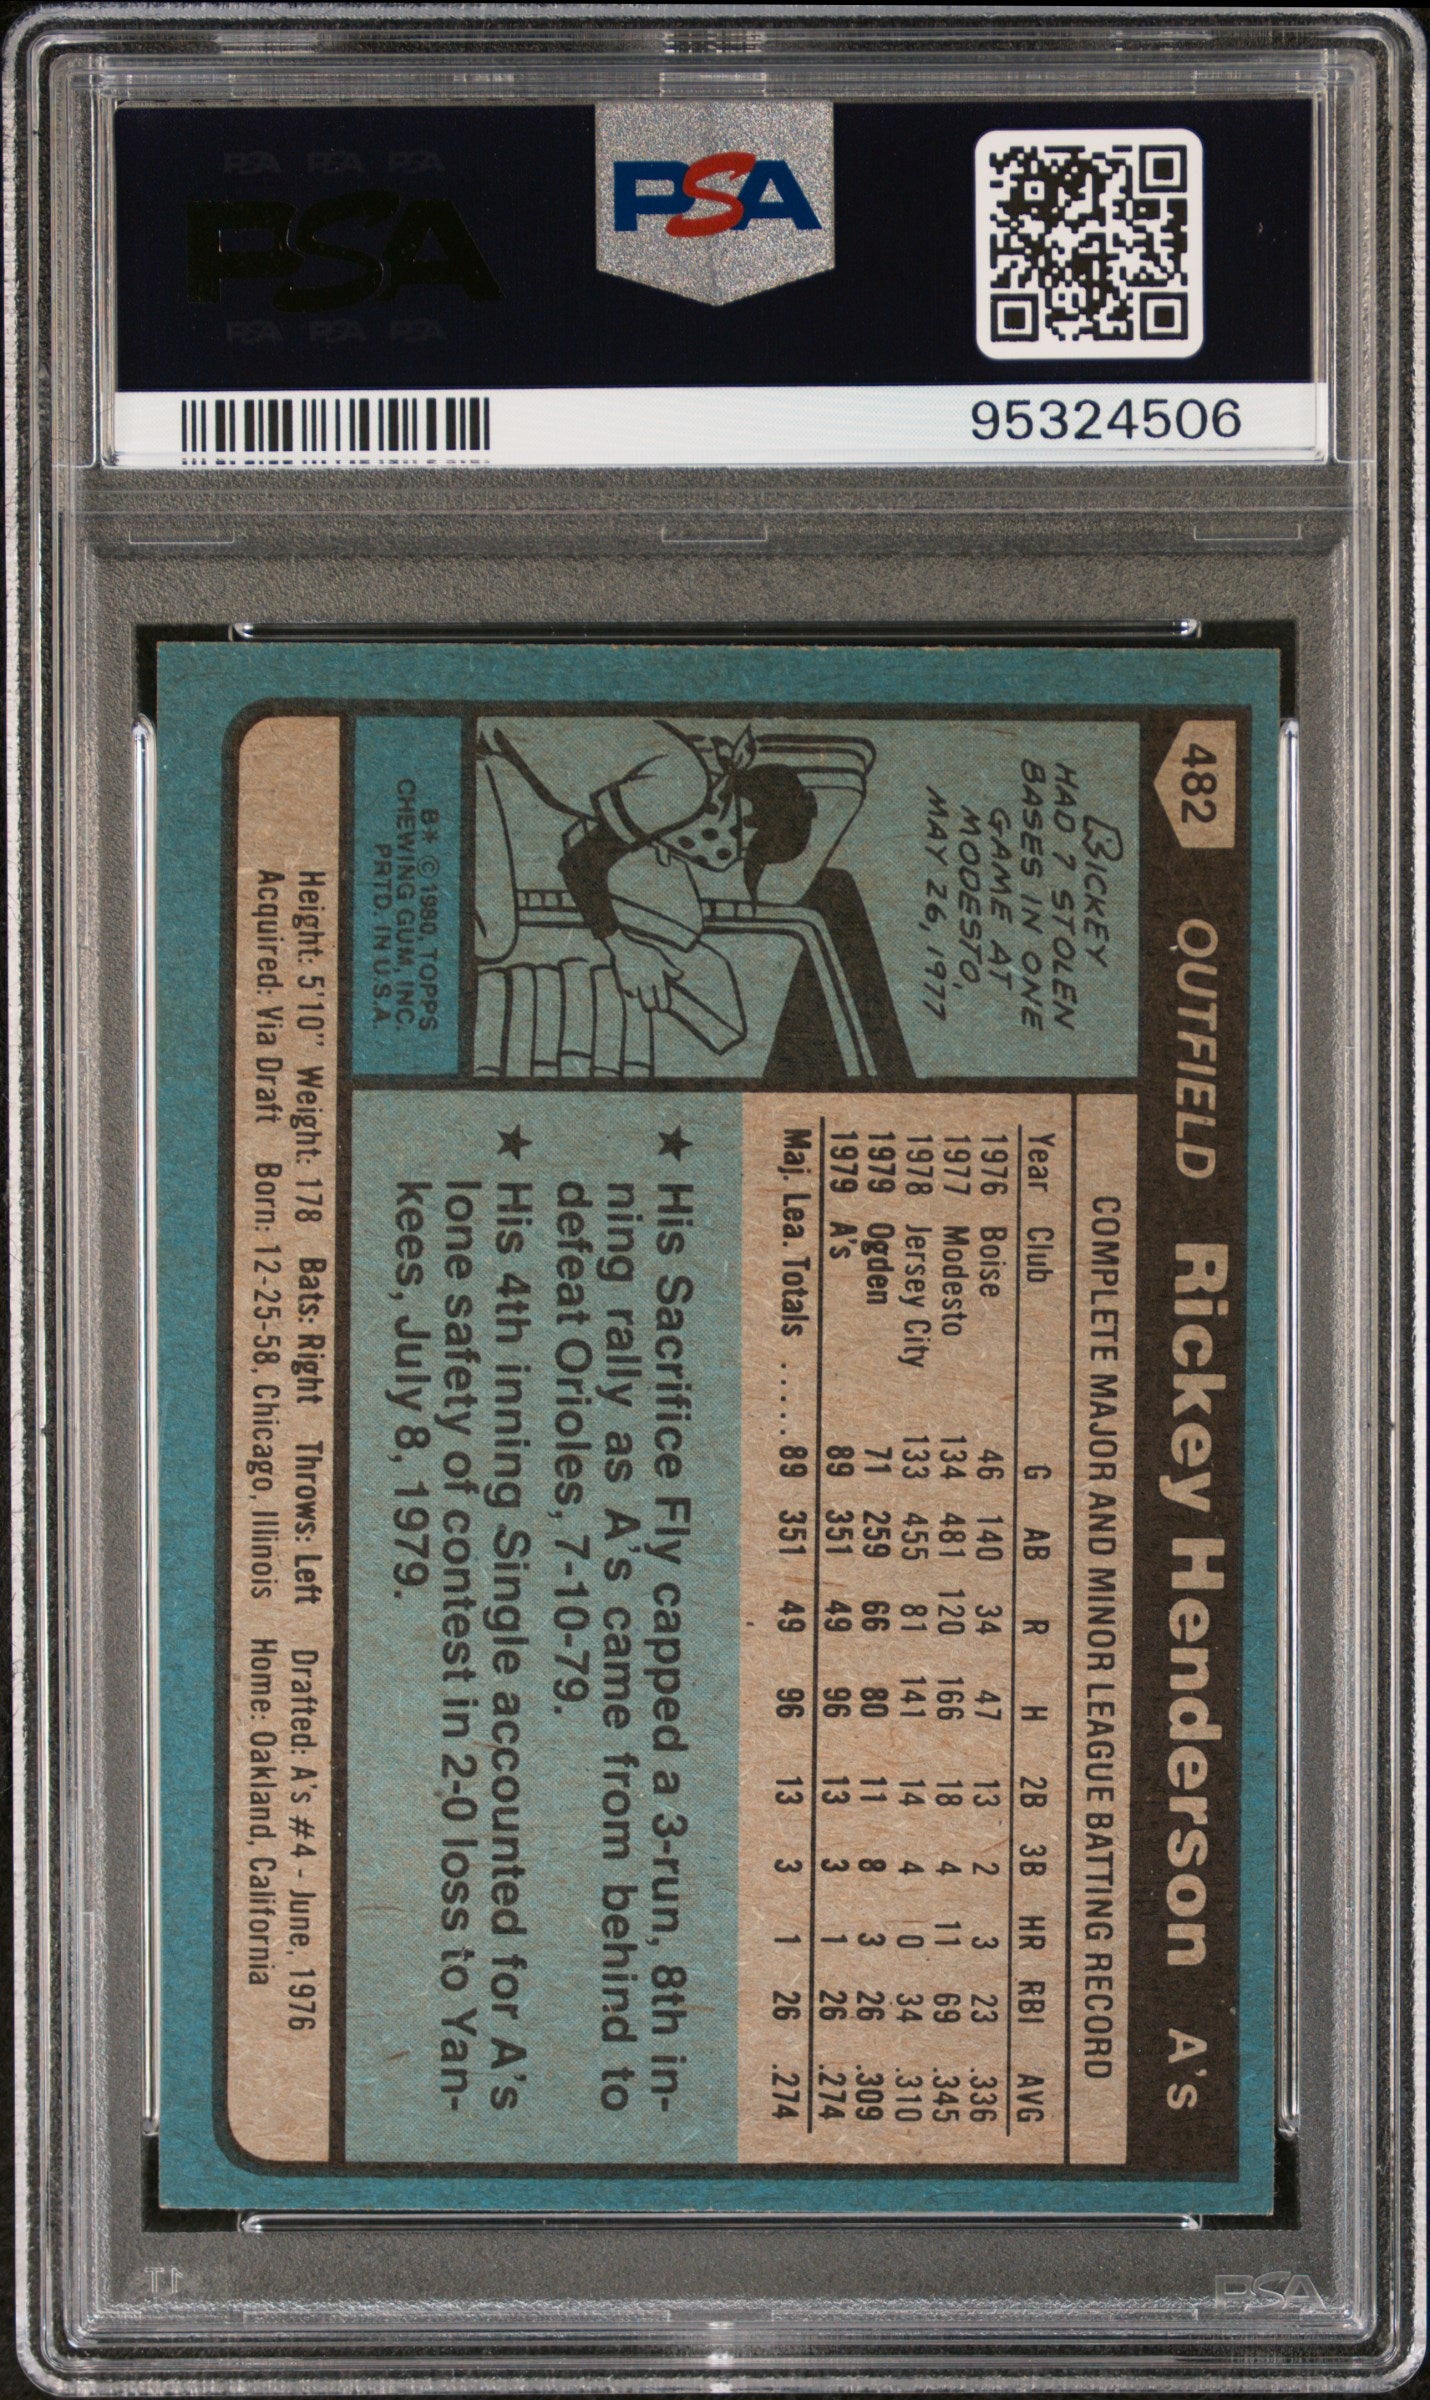 PSA PSA PSA
PSA
PSA PSA PSA
PSA
95324506
482 OUTFIELD Rickey Henderson A's
RICKEY
HAD 7 STOLEN
BASES IN ONE
GAME AT
MODESTO,
MAY 26, 1977
B* © 1980, TOPPS
CHEWING GUM, INC.
PRTD. IN U.S.A.
COMPLETE MAJOR AND MINOR LEAGUE BATTING RECORD
Year Club G AB R H 2B 3B HR RBI AVG
1976 Boise 46 140 34 47 13 2 3 23 .336
1977 Modesto 134 481 120 166 18 4 11 69 .345
1978 Jersey City 133 455 81 141 14 4 0 34 .310
1979 Ogden 71 259 66 80 11 8 3 26 .309
1979 A's 89 351 49 96 13 3 1 26 .274
Maj. Lea. Totals ..... 89 351 49 96 13 3 1 26 .274
★ His Sacrifice Fly capped a 3-run, 8th in-
ning rally as A's came from behind to
defeat Orioles, 7-10-79.
★ His 4th inning Single accounted for A's
lone safety of contest in 2-0 loss to Yan-
kees, July 8, 1979.
Height: 5'10" Weight: 178 Bats: Right Throws: Left Drafted: A's #4 - June, 1976
Acquired: Via Draft Born: 12-25-58, Chicago, Illinois Home: Oakland, California
PSA